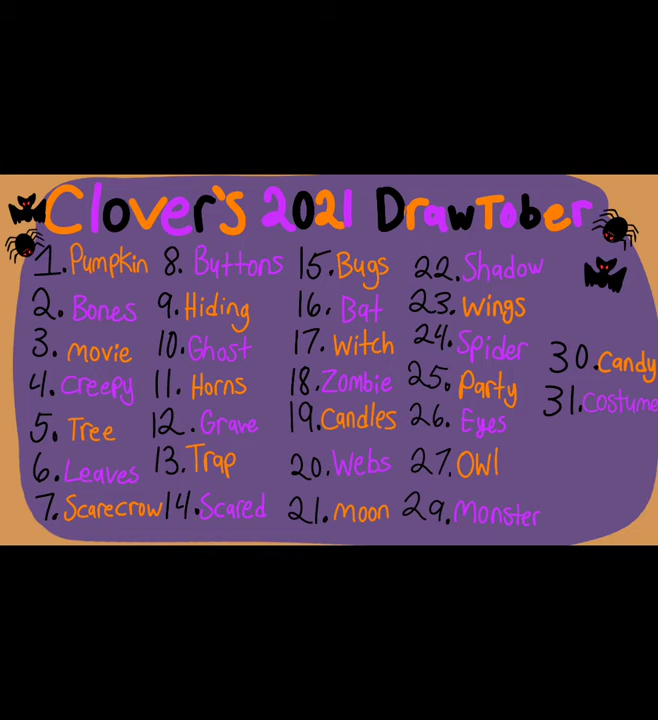 Clover's 2021 DrawTober
1. Pumpkin
2. Bones
3. movie
4. creepy
5. Tree
6. Leaves
7. Scarecrow
8. Buttons
9. Hiding
10. Ghost
11. Horns
12. Grave
13. Trap
14. Scared
15. Bugs
16. Bat
17. Witch
18. Zombie
19. Candles
20. Webs
21. Moon
22. Shadow
23. Wings
24. Spider
25. Party
26. Eyes
27. Owl
29. Monster
30. Candy
31. Costume